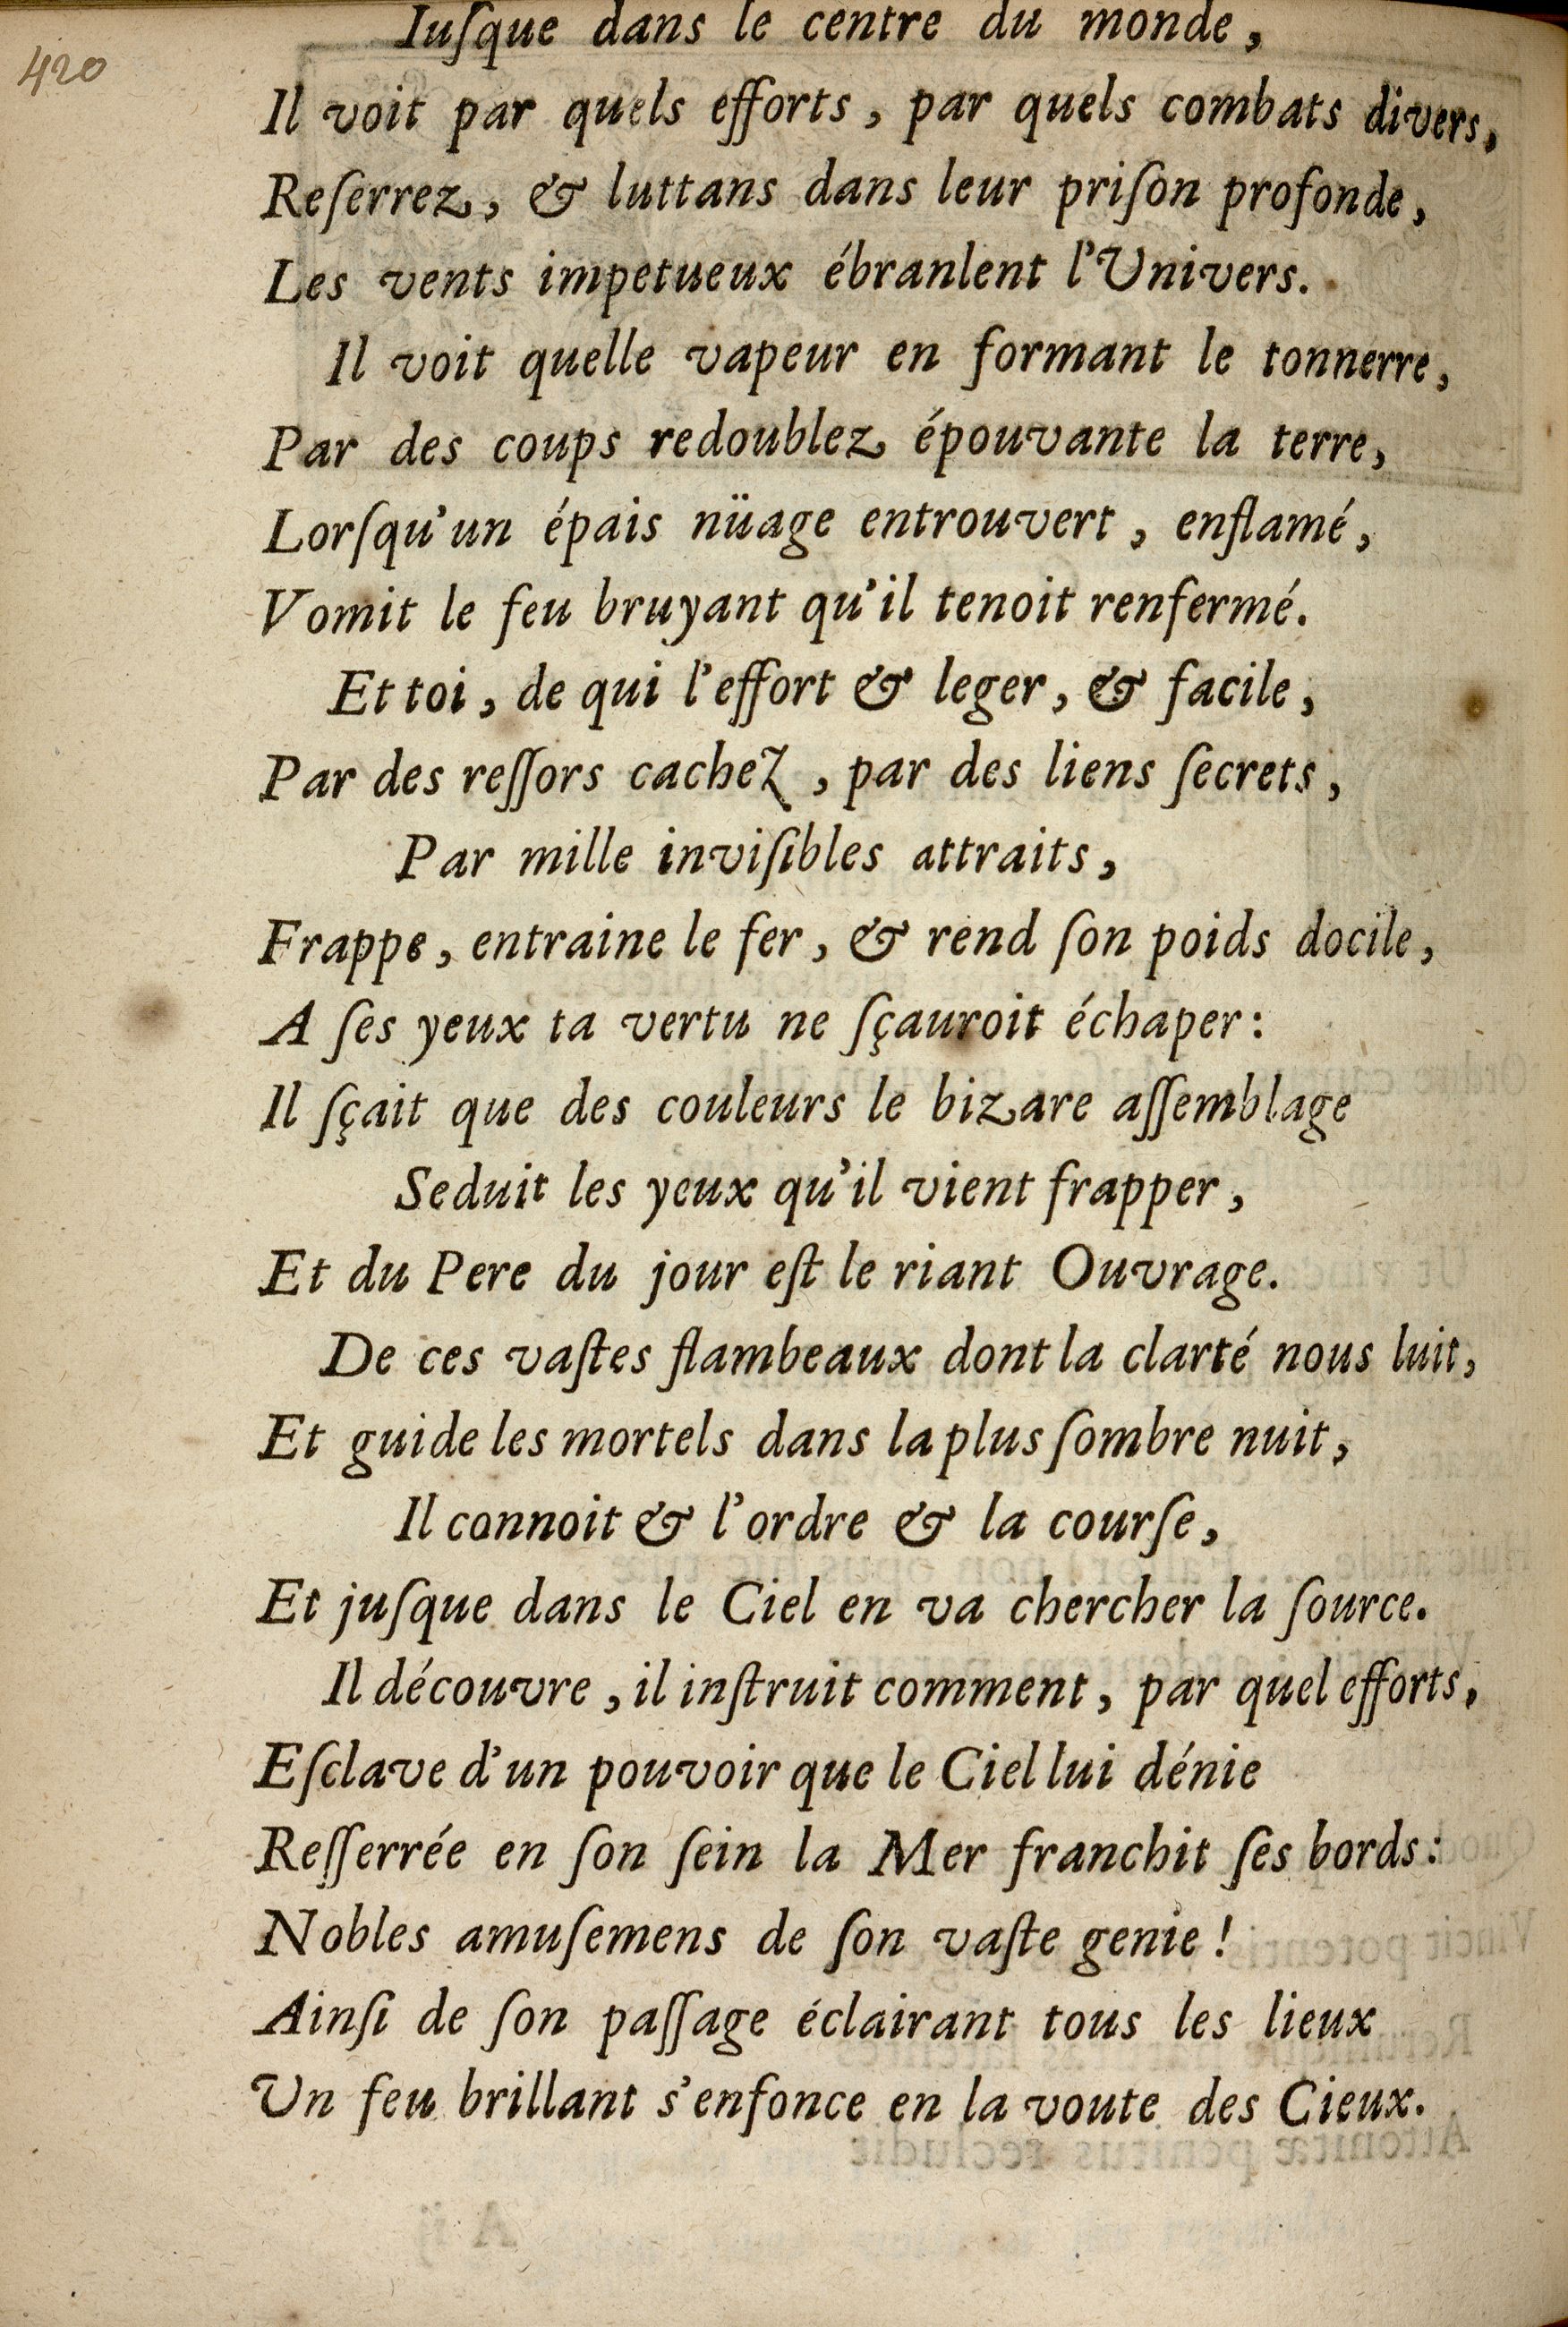 420
Iuſque dans le centre du monde,
Il voit par quels efforts, par quels combats divers,
Reſerrez, & luttans dans leur priſon profonde,
Les vents impetueux ébranlent l'Univers.
Il voit quelle vapeur en formant le tonnerre,
Par des coups redoublez épouvante la terre,
Lorſqu'un épais nüage entrouvert, enflamé,
Vomit le feu bruyant qu'il tenoit renfermé.
Et toi, de qui l'effort & leger, & facile,
Par des reſſors cachez, par des liens ſecrets,
Par mille inviſibles attraits,
Frappe, entraine le fer, & rend ſon poids docile,
A ſes yeux ta vertu ne ſçauroit échaper:
Il ſçait que des couleurs le bizare aſſemblage
Seduit les yeux qu'il vient frapper,
Et du Pere du jour eſt le riant Ouvrage.
De ces vaſtes flambeaux dont la clarté nous luit,
Et guide les mortels dans la plus ſombre nuit,
Il connoit & l'ordre & la courſe,
Et juſque dans le Ciel en va chercher la ſource.
Il découvre, il inſtruit comment, par quel efforts,
Eſclave d'un pouvoir que le Ciel lui dénie
Reſſerrée en ſon ſein la Mer franchit ſes bords:
Nobles amuſemens de ſon vaſte genie!
Ainſi de ſon paſſage éclairant tous les lieux
Un feu brillant s'enfonce en la voute des Cieux.